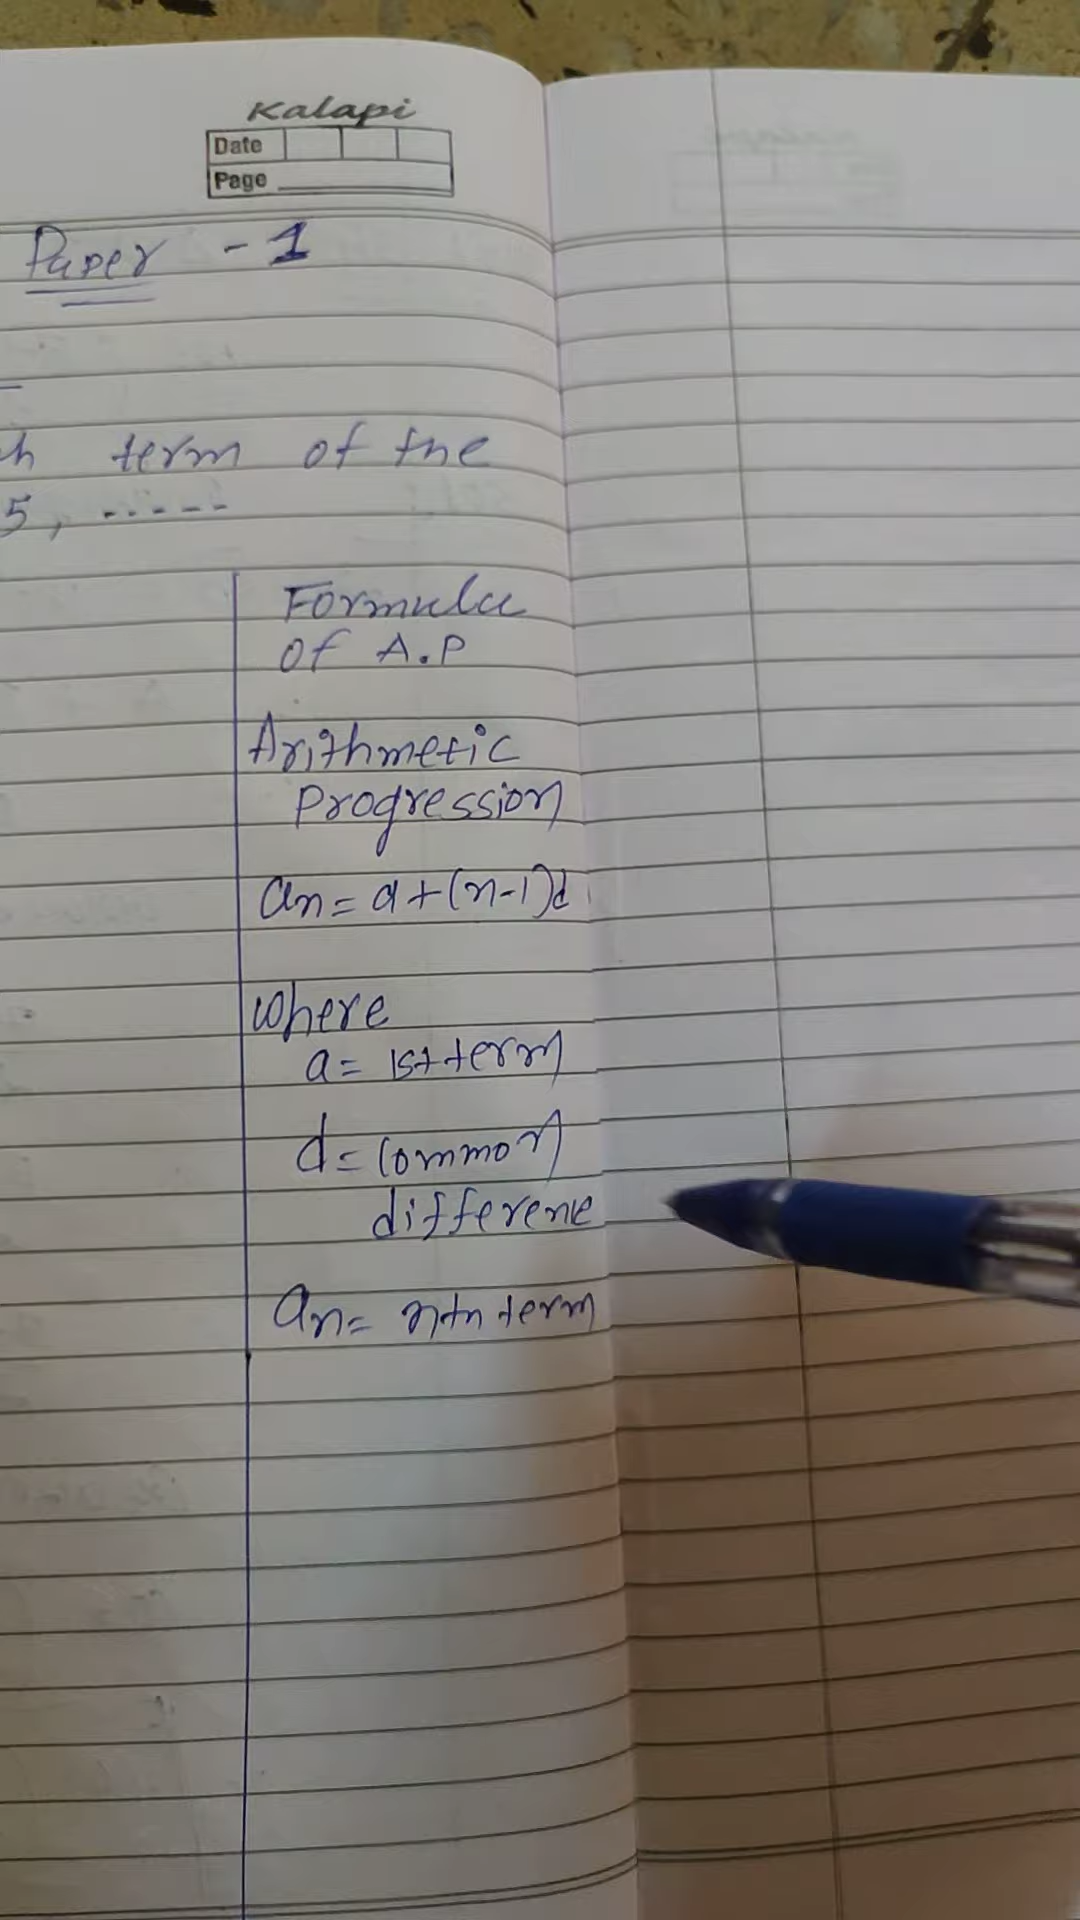 Kalapi
Date
Page
Paper - 1
h term of the
5, -----
Formula
of A.P
Arithmetic
Progression
an = a + (n-1)d
where
a = 1st term
d = common
difference
an = nth term